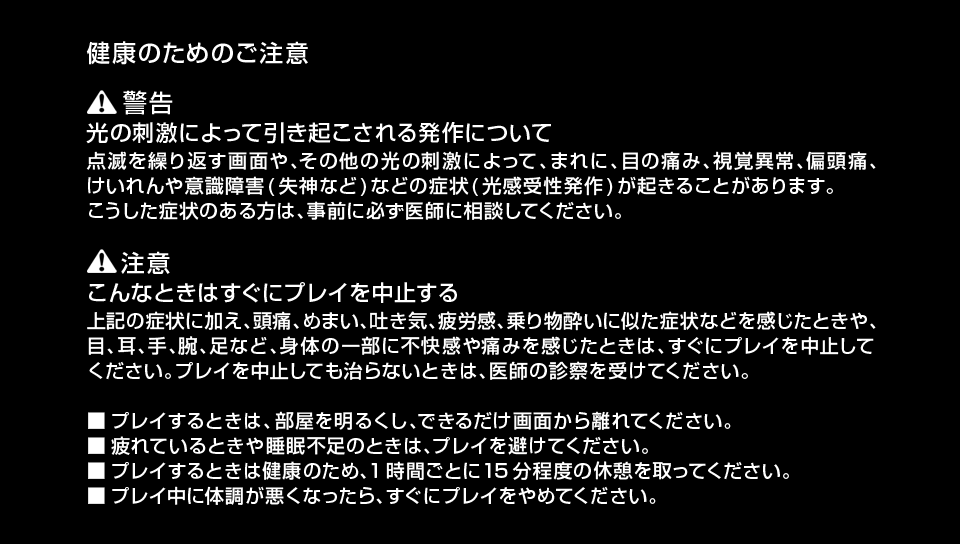 健康のためのご注意
警告
光の刺激によって引き起こされる発作について
点滅を繰り返す画面や、その他の光の刺激によって、まれに、目の痛み、視覚異常、偏頭痛、
けいれんや意識障害(失神など)などの症状(光感受性発作)が起きることがあります。
こうした症状のある方は、事前に必ず医師に相談してください。
注意
こんなときはすぐにプレイを中止する
上記の症状に加え、頭痛、めまい、吐き気、疲労感、乗り物酔いに似た症状などを感じたときや、
目、耳、手、腕、足など、身体の一部に不快感や痛みを感じたときは、すぐにプレイを中止して
ください。プレイを中止しても治らないときは、医師の診察を受けてください。
■ プレイするときは、部屋を明るくし、できるだけ画面から離れてください。
■ 疲れているときや睡眠不足のときは、プレイを避けてください。
■ プレイするときは健康のため、1時間ごとに15分程度の休憩を取ってください。
■ プレイ中に体調が悪くなったら、すぐにプレイをやめてください。